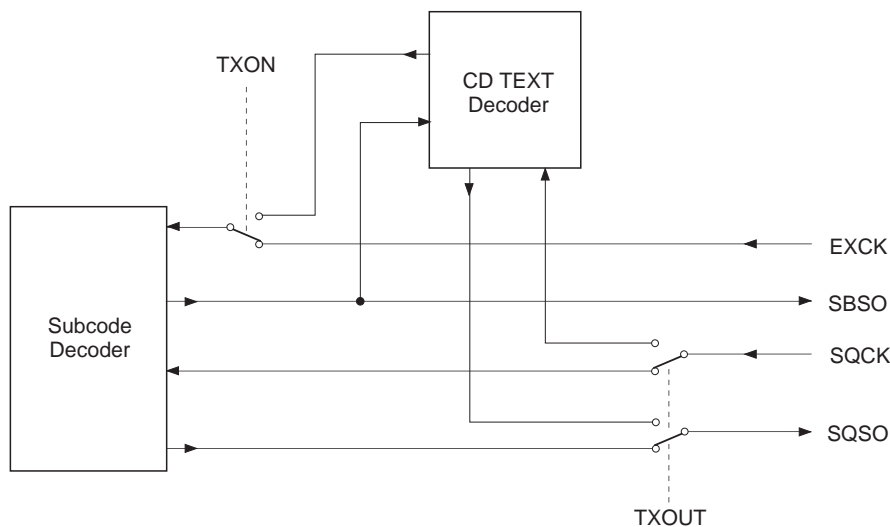 TXON
CD TEXT
Decoder
EXCK
SBSO
Subcode
Decoder
SQCK
SQSO
TXOUT